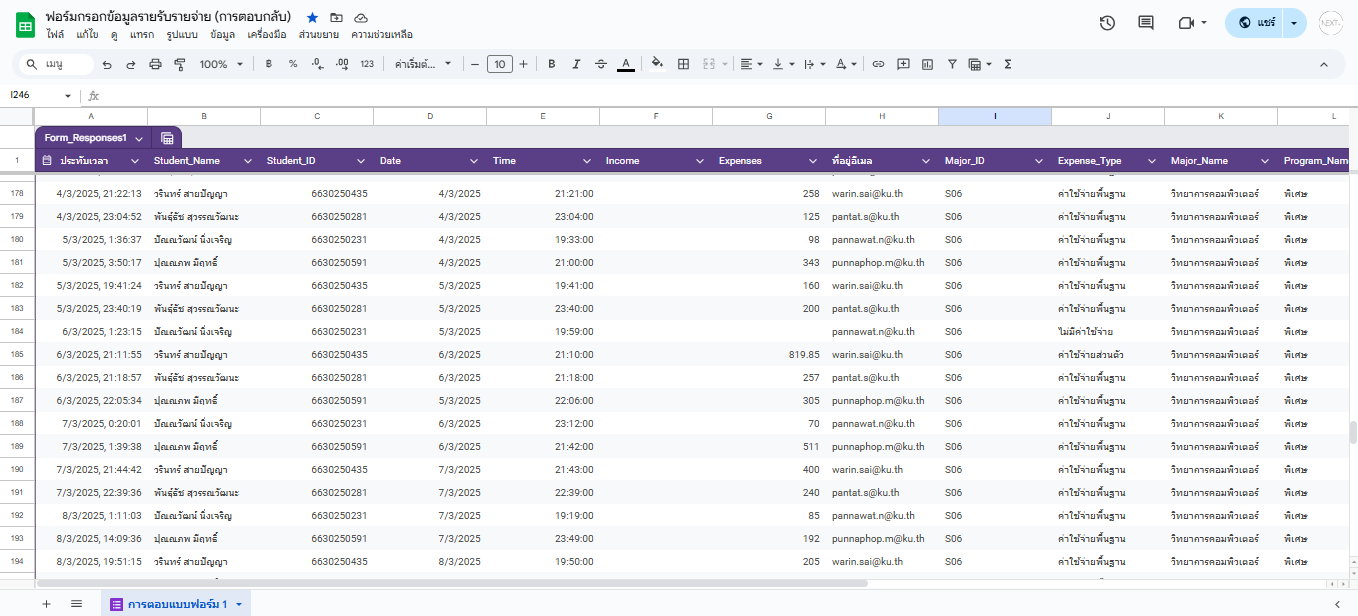 ฟอร์มกรอกข้อมูลรายรับรายจ่าย (การตอบกลับ)
ไฟล์ แก้ไข ดู แทรก รูปแบบ ข้อมูล เครื่องมือ ส่วนขยาย ความช่วยเหลือ
แชร์
NEXT
เมนู 100% ฿ % .0 .00 123 ค่าเริ่มต้... 10 B I S A Σ
I246 fx
A B C D E F G H I J K L
Form_Responses1
1 ประทับเวลา Student_Name Student_ID Date Time Income Expenses ที่อยู่อีเมล Major_ID Expense_Type Major_Name Program_Name
178 4/3/2025, 21:22:13 วรินทร์ สายปัญญา 6630250435 4/3/2025 21:21:00 258 warin.sai@ku.th S06 ค่าใช้จ่ายพื้นฐาน วิทยาการคอมพิวเตอร์ พิเศษ
179 4/3/2025, 23:04:52 พันธุ์ธัช สุวรรณวัฒนะ 6630250281 4/3/2025 23:04:00 125 pantat.s@ku.th S06 ค่าใช้จ่ายพื้นฐาน วิทยาการคอมพิวเตอร์ พิเศษ
180 5/3/2025, 1:36:37 ปัณณวัฒน์ นิ่งเจริญ 6630250231 4/3/2025 19:33:00 98 pannawat.n@ku.th S06 ค่าใช้จ่ายพื้นฐาน วิทยาการคอมพิวเตอร์ พิเศษ
181 5/3/2025, 3:50:17 ปุณณภพ มีฤทธิ์ 6630250591 4/3/2025 21:00:00 343 punnaphop.m@ku.th S06 ค่าใช้จ่ายพื้นฐาน วิทยาการคอมพิวเตอร์ พิเศษ
182 5/3/2025, 19:41:24 วรินทร์ สายปัญญา 6630250435 5/3/2025 19:41:00 160 warin.sai@ku.th S06 ค่าใช้จ่ายพื้นฐาน วิทยาการคอมพิวเตอร์ พิเศษ
183 5/3/2025, 23:40:19 พันธุ์ธัช สุวรรณวัฒนะ 6630250281 5/3/2025 23:40:00 200 pantat.s@ku.th S06 ค่าใช้จ่ายพื้นฐาน วิทยาการคอมพิวเตอร์ พิเศษ
184 6/3/2025, 1:23:15 ปัณณวัฒน์ นิ่งเจริญ 6630250231 5/3/2025 19:59:00 pannawat.n@ku.th S06 ไม่มีค่าใช้จ่าย วิทยาการคอมพิวเตอร์ พิเศษ
185 6/3/2025, 21:11:55 วรินทร์ สายปัญญา 6630250435 6/3/2025 21:10:00 819.85 warin.sai@ku.th S06 ค่าใช้จ่ายส่วนตัว วิทยาการคอมพิวเตอร์ พิเศษ
186 6/3/2025, 21:18:57 พันธุ์ธัช สุวรรณวัฒนะ 6630250281 6/3/2025 21:18:00 257 pantat.s@ku.th S06 ค่าใช้จ่ายพื้นฐาน วิทยาการคอมพิวเตอร์ พิเศษ
187 6/3/2025, 22:05:34 ปุณณภพ มีฤทธิ์ 6630250591 5/3/2025 22:06:00 305 punnaphop.m@ku.th S06 ค่าใช้จ่ายพื้นฐาน วิทยาการคอมพิวเตอร์ พิเศษ
188 7/3/2025, 0:20:01 ปัณณวัฒน์ นิ่งเจริญ 6630250231 6/3/2025 23:12:00 70 pannawat.n@ku.th S06 ค่าใช้จ่ายพื้นฐาน วิทยาการคอมพิวเตอร์ พิเศษ
189 7/3/2025, 1:39:38 ปุณณภพ มีฤทธิ์ 6630250591 6/3/2025 21:42:00 511 punnaphop.m@ku.th S06 ค่าใช้จ่ายพื้นฐาน วิทยาการคอมพิวเตอร์ พิเศษ
190 7/3/2025, 21:44:42 วรินทร์ สายปัญญา 6630250435 7/3/2025 21:43:00 400 warin.sai@ku.th S06 ค่าใช้จ่ายพื้นฐาน วิทยาการคอมพิวเตอร์ พิเศษ
191 7/3/2025, 22:39:36 พันธุ์ธัช สุวรรณวัฒนะ 6630250281 7/3/2025 22:39:00 240 pantat.s@ku.th S06 ค่าใช้จ่ายพื้นฐาน วิทยาการคอมพิวเตอร์ พิเศษ
192 8/3/2025, 1:11:03 ปัณณวัฒน์ นิ่งเจริญ 6630250231 7/3/2025 19:19:00 85 pannawat.n@ku.th S06 ค่าใช้จ่ายพื้นฐาน วิทยาการคอมพิวเตอร์ พิเศษ
193 8/3/2025, 14:09:36 ปุณณภพ มีฤทธิ์ 6630250591 7/3/2025 23:49:00 192 punnaphop.m@ku.th S06 ค่าใช้จ่ายพื้นฐาน วิทยาการคอมพิวเตอร์ พิเศษ
194 8/3/2025, 19:51:15 วรินทร์ สายปัญญา 6630250435 8/3/2025 19:50:00 205 warin.sai@ku.th S06 ค่าใช้จ่ายพื้นฐาน วิทยาการคอมพิวเตอร์ พิเศษ
การตอบแบบฟอร์ม 1